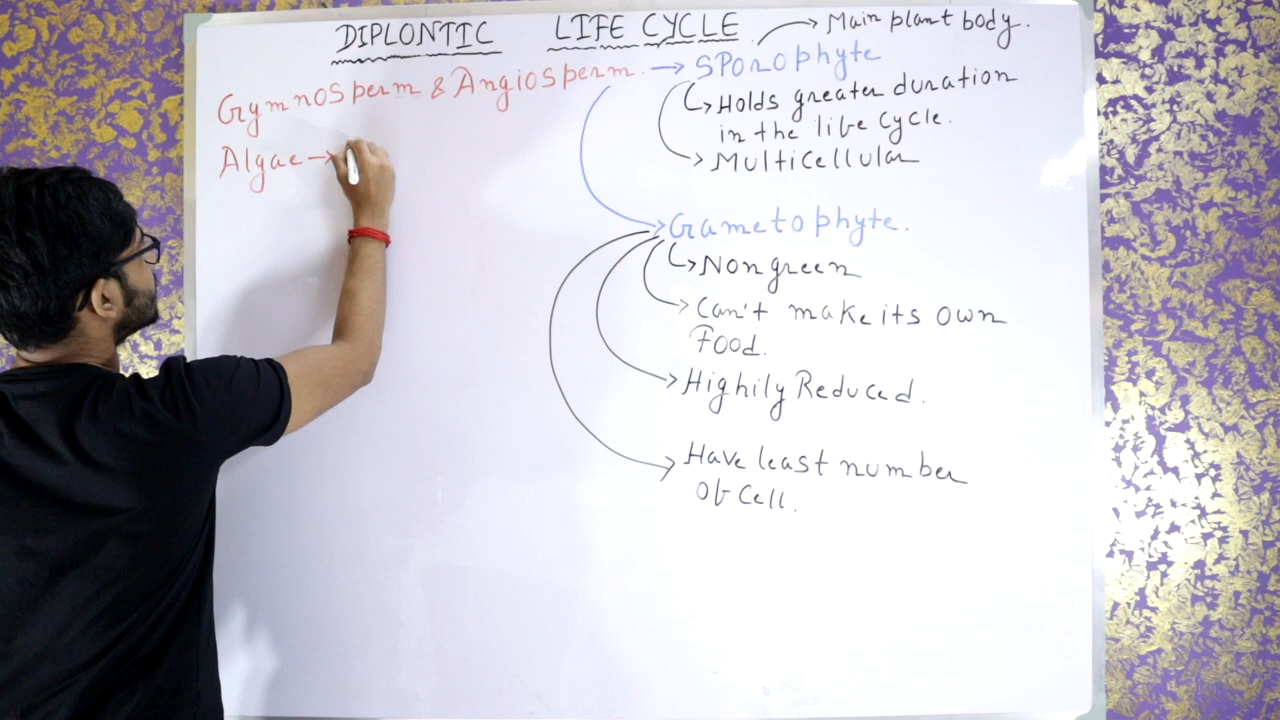 DIPLONTIC LIFE CYCLE
Main plant body.
Gymnosperm & Angiosperm. → Sporophyte
Holds greater duration
in the life cycle.
Algae →
Multicellular
Gametophyte.
Non green
Can't make its own
Food.
Highily Reduced.
Have least number
of cell.